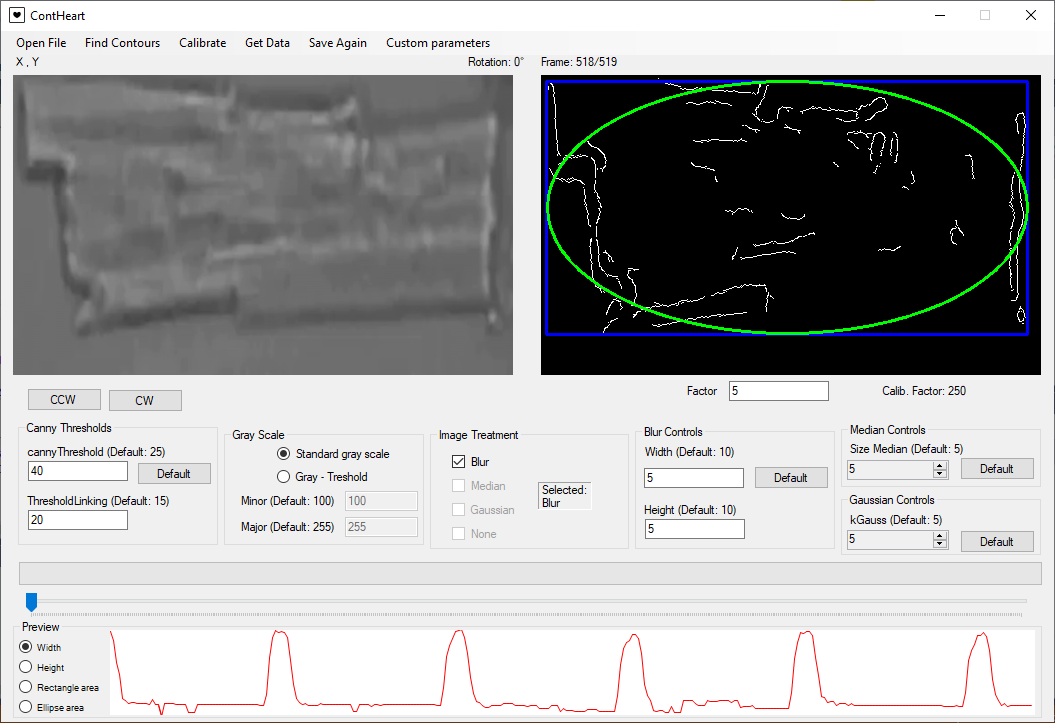 ContHeart
Open File Find Contours Calibrate Get Data Save Again Custom parameters
X , Y Rotation: 0° Frame: 518/519
Factor 5 Calib. Factor: 250
CCW CW
Canny Thresholds
cannyThreshold (Default: 25)
40 Default
ThresholdLinking (Default: 15)
20
Gray Scale
Standard gray scale
Gray - Treshold
Minor (Default: 100) 100
Major (Default: 255) 255
Image Treatment
Blur
Median
Gaussian
None
Selected:
Blur
Blur Controls
Width (Default: 10)
5 Default
Height (Default: 10)
5
Median Controls
Size Median (Default: 5)
5 Default
Gaussian Controls
kGauss (Default: 5)
5 Default
Preview
Width
Height
Rectangle area
Ellipse area